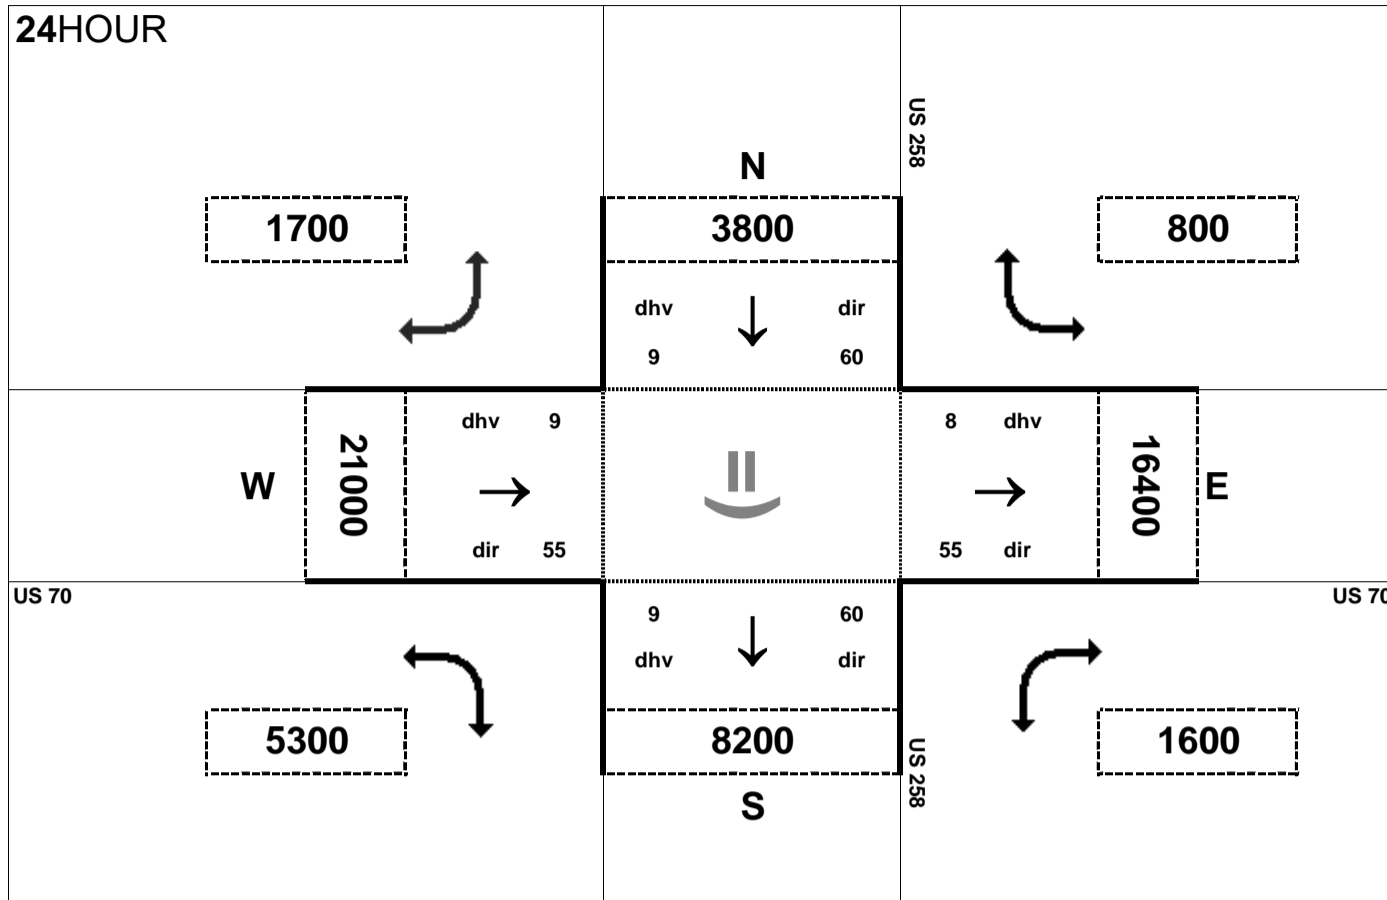 24HOUR
US 258
N
1700
3800
800
dhv
dir
9
60
dhv 9
8 dhv
W
21000
16400
E
dir 55
55 dir
US 70
US 70
9
60
dhv
dir
5300
8200
1600
US 258
S